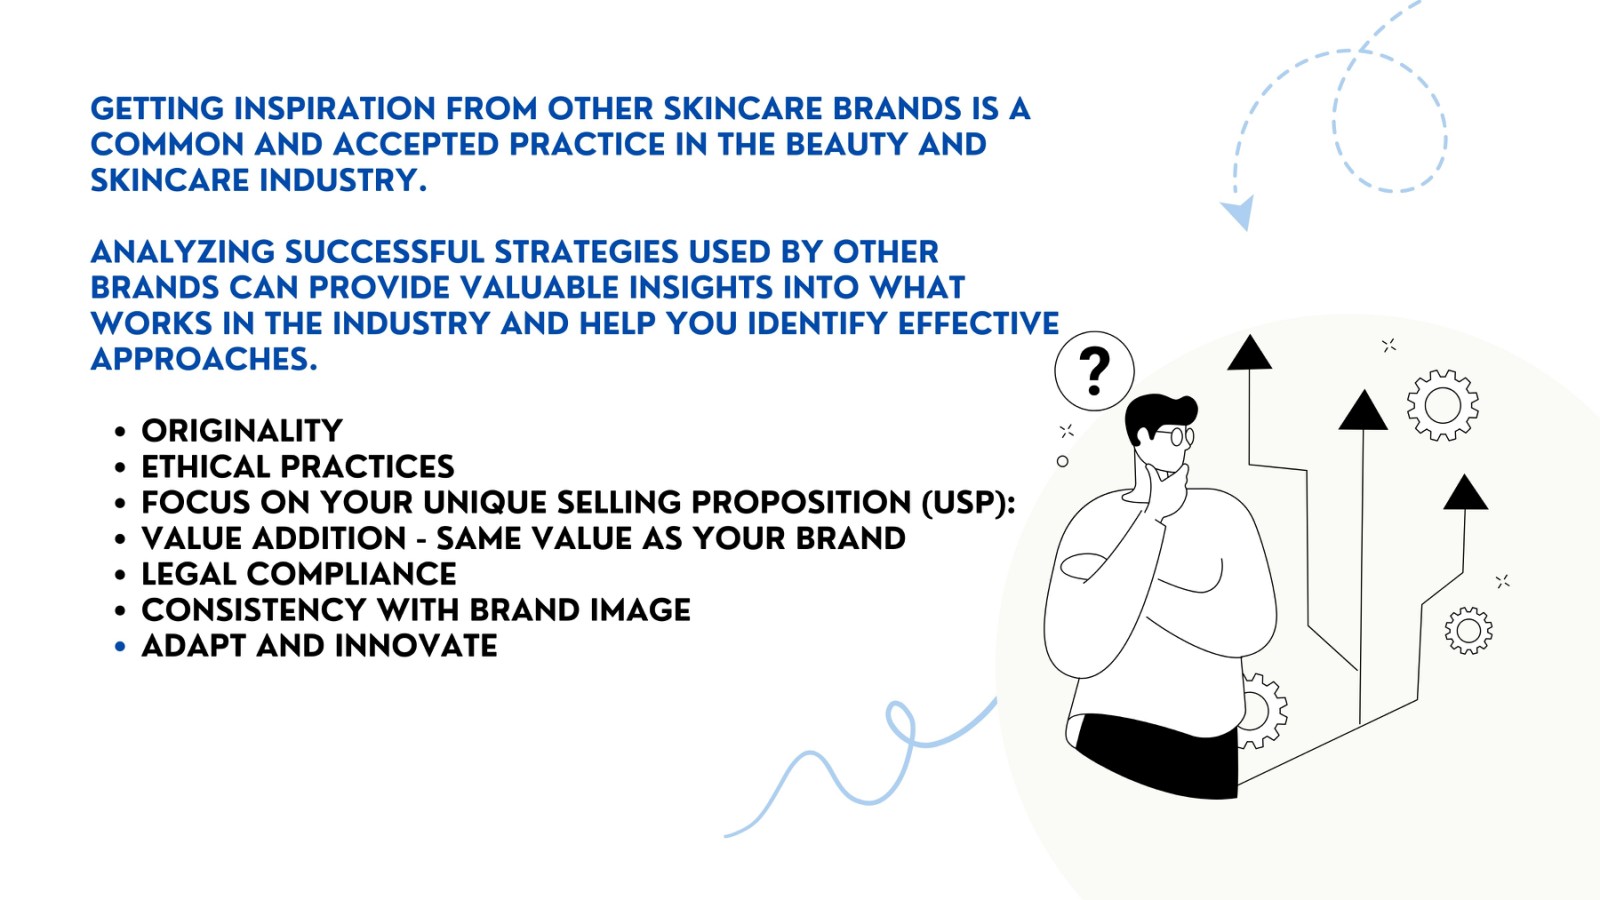 GETTING INSPIRATION FROM OTHER SKINCARE BRANDS IS A
COMMON AND ACCEPTED PRACTICE IN THE BEAUTY AND
SKINCARE INDUSTRY.
ANALYZING SUCCESSFUL STRATEGIES USED BY OTHER
BRANDS CAN PROVIDE VALUABLE INSIGHTS INTO WHAT
WORKS IN THE INDUSTRY AND HELP YOU IDENTIFY EFFECTIVE
APPROACHES.
?
• ORIGINALITY
• ETHICAL PRACTICES
• FOCUS ON YOUR UNIQUE SELLING PROPOSITION (USP):
• VALUE ADDITION - SAME VALUE AS YOUR BRAND
• LEGAL COMPLIANCE
• CONSISTENCY WITH BRAND IMAGE
• ADAPT AND INNOVATE